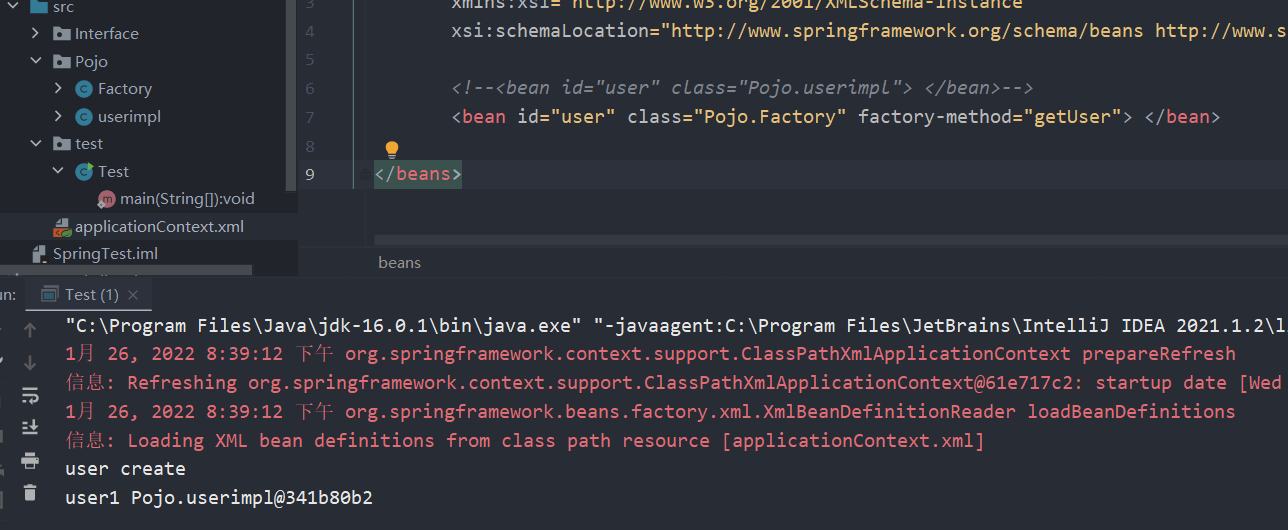 src
Interface
Pojo
Factory
userimpl
test
Test
main(String[]):void
applicationContext.xml
SpringTest.iml
3 xmlns:xsi="http://www.w3.org/2001/XMLSchema-instance"
4 xsi:schemaLocation="http://www.springframework.org/schema/beans http://www.s
5
6 <!--<bean id="user" class="Pojo.userimpl"> </bean>-->
7 <bean id="user" class="Pojo.Factory" factory-method="getUser"> </bean>
8
9 </beans>
beans
un: Test (1)
"C:\Program Files\Java\jdk-16.0.1\bin\java.exe" "-javaagent:C:\Program Files\JetBrains\IntelliJ IDEA 2021.1.2\l
1月 26, 2022 8:39:12 下午 org.springframework.context.support.ClassPathXmlApplicationContext prepareRefresh
信息: Refreshing org.springframework.context.support.ClassPathXmlApplicationContext@61e717c2: startup date [Wed
1月 26, 2022 8:39:12 下午 org.springframework.beans.factory.xml.XmlBeanDefinitionReader loadBeanDefinitions
信息: Loading XML bean definitions from class path resource [applicationContext.xml]
user create
user1 Pojo.userimpl@341b80b2